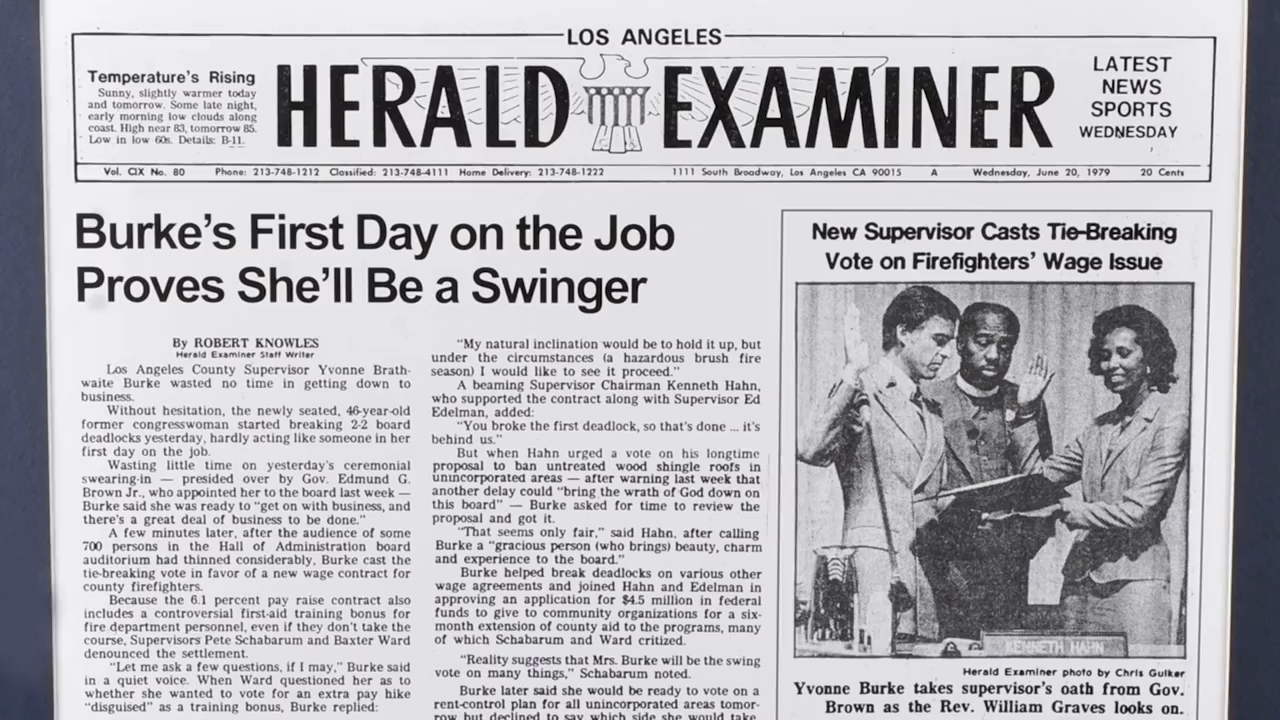 LOS ANGELES
Temperature's Rising
Sunny, slightly warmer today
and tomorrow. Some late night,
early morning low clouds along
coast. High near 83, tomorrow 85.
Low in low 60s. Details: B-11.
HERALD EXAMINER
LATEST
NEWS
SPORTS
WEDNESDAY
Vol. CIX No. 80 Phone: 213-748-1212 Classified: 213-748-4111 Home Delivery: 213-748-1222 1111 South Broadway, Los Angeles CA 90015 A Wednesday, June 20, 1979 20 Cents
Burke's First Day on the Job
Proves She'll Be a Swinger
By ROBERT KNOWLES
Herald Examiner Staff Writer
Los Angeles County Supervisor Yvonne Brath-
waite Burke wasted no time in getting down to
business.
Without hesitation, the newly seated, 46-year-old
former congresswoman started breaking 2-2 board
deadlocks yesterday, hardly acting like someone in her
first day on the job.
Wasting little time on yesterday's ceremonial
swearing-in — presided over by Gov. Edmund G.
Brown Jr., who appointed her to the board last week —
Burke said she was ready to "get on with business, and
there's a great deal of business to be done."
A few minutes later, after the audience of some
700 persons in the Hall of Administration board
auditorium had thinned considerably, Burke cast the
tie-breaking vote in favor of a new wage contract for
county firefighters.
Because the 6.1 percent pay raise contract also
includes a controversial first-aid training bonus for
fire department personnel, even if they don't take the
course, Supervisors Pete Schabarum and Baxter Ward
denounced the settlement.
"Let me ask a few questions, if I may," Burke said
in a quiet voice. When Ward questioned her as to
whether she wanted to vote for an extra pay hike
"disguised" as a training bonus, Burke replied:
"My natural inclination would be to hold it up, but
under the circumstances (a hazardous brush fire
season) I would like to see it proceed."
A beaming Supervisor Chairman Kenneth Hahn,
who supported the contract along with Supervisor Ed
Edelman, added:
"You broke the first deadlock, so that's done ... it's
behind us."
But when Hahn urged a vote on his longtime
proposal to ban untreated wood shingle roofs in
unincorporated areas — after warning last week that
another delay could "bring the wrath of God down on
this board" — Burke asked for time to review the
proposal and got it.
"That seems only fair," said Hahn, after calling
Burke a "gracious person (who brings) beauty, charm
and experience to the board."
Burke helped break deadlocks on various other
wage agreements and joined Hahn and Edelman in
approving an application for $4.5 million in federal
funds to give to community organizations for a six-
month extension of county aid to the programs, many
of which Schabarum and Ward critized.
"Reality suggests that Mrs. Burke will be the swing
vote on many things," Schabarum noted.
Burke later said she would be ready to vote on a
rent-control plan for all unincorporated areas tomor-
row but declined to say which side she would take.
New Supervisor Casts Tie-Breaking
Vote on Firefighters' Wage Issue
KENNETH HAHN
Herald Examiner photo by Chris Gulker
Yvonne Burke takes supervisor's oath from Gov.
Brown as the Rev. William Graves looks on.